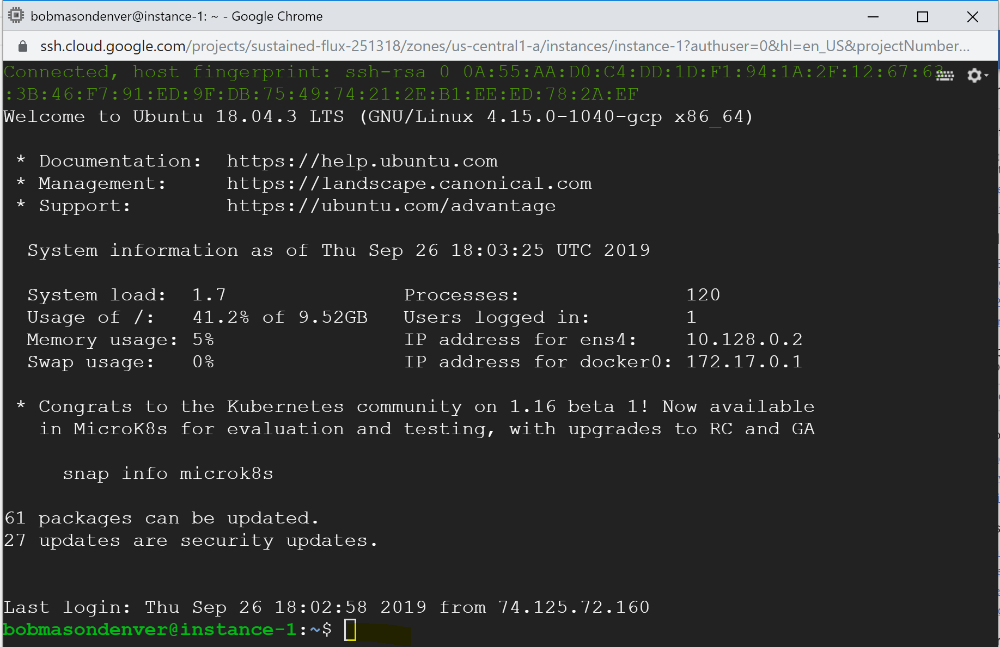 bobmasondenver@instance-1: ~ - Google Chrome
ssh.cloud.google.com/projects/sustained-flux-251318/zones/us-central1-a/instances/instance-1?authuser=0&hl=en_US&projectNumber...
Connected, host fingerprint: ssh-rsa 0 0A:55:AA:D0:C4:DD:1D:F1:94:1A:2F:12:67:63
:3B:46:F7:91:ED:9F:DB:75:49:74:21:2E:B1:EE:ED:78:2A:EF
Welcome to Ubuntu 18.04.3 LTS (GNU/Linux 4.15.0-1040-gcp x86_64)
* Documentation: https://help.ubuntu.com
* Management: https://landscape.canonical.com
* Support: https://ubuntu.com/advantage
System information as of Thu Sep 26 18:03:25 UTC 2019
System load: 1.7 Processes: 120
Usage of /: 41.2% of 9.52GB Users logged in: 1
Memory usage: 5% IP address for ens4: 10.128.0.2
Swap usage: 0% IP address for docker0: 172.17.0.1
* Congrats to the Kubernetes community on 1.16 beta 1! Now available
in MicroK8s for evaluation and testing, with upgrades to RC and GA
snap info microk8s
61 packages can be updated.
27 updates are security updates.
Last login: Thu Sep 26 18:02:58 2019 from 74.125.72.160
bobmasondenver@instance-1:~$